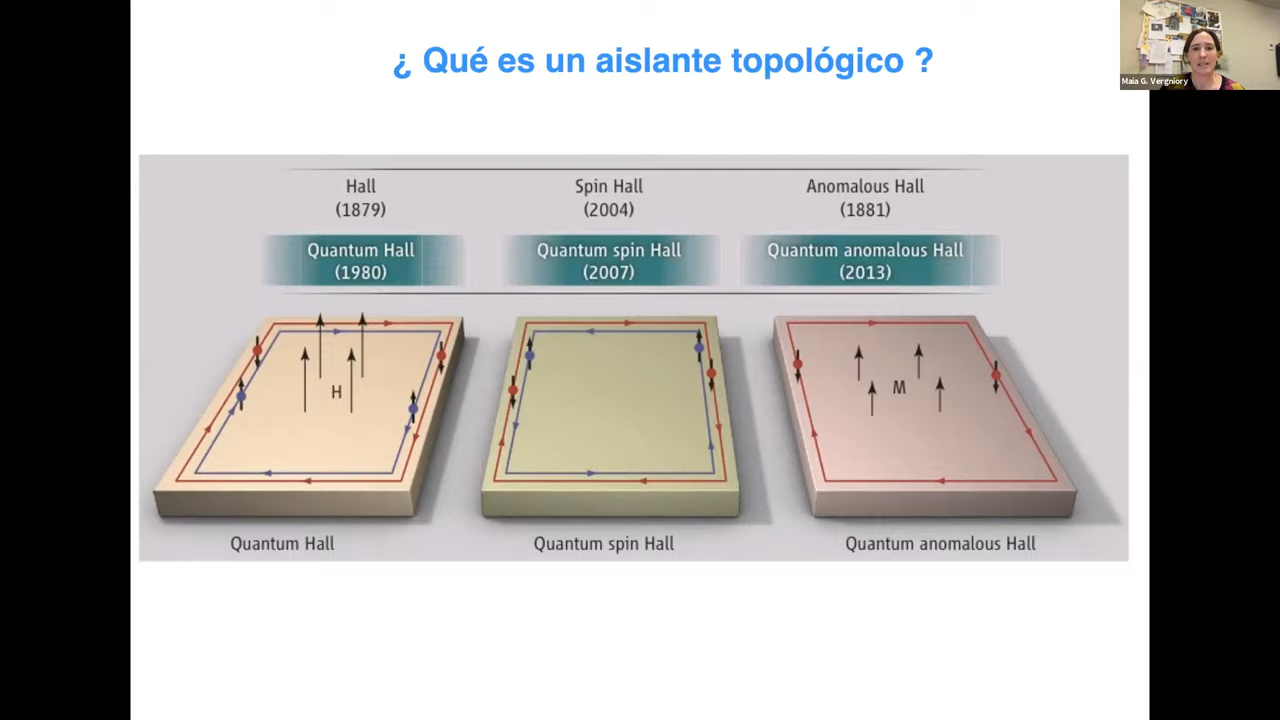 ¿ Qué es un aislante topológico ?
Maia G. Vergniory
Hall
(1879)
Spin Hall
(2004)
Anomalous Hall
(1881)
Quantum Hall
(1980)
Quantum spin Hall
(2007)
Quantum anomalous Hall
(2013)
H
M
Quantum Hall
Quantum spin Hall
Quantum anomalous Hall